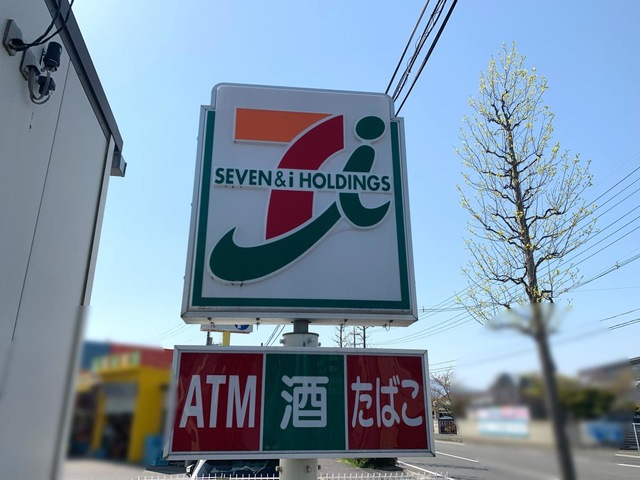 SEVEN & i HOLDINGS
ATM 酒 たばこ